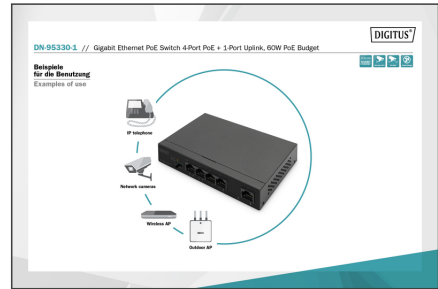 DIGITUS®
DN-95330-1 // Gigabit Ethernet PoE Switch 4-Port PoE + 1-Port Uplink, 60W PoE Budget
Beispiele
für die Benutzung
Examples of use
IP telephone
Network cameras
Wireless AP
Outdoor AP